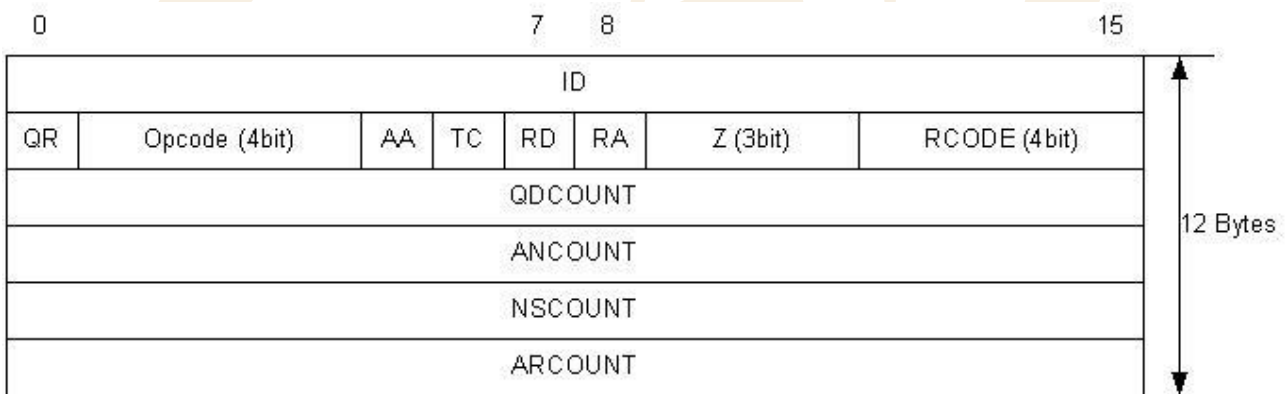 0 7 8 15
ID
QR Opcode (4bit) AA TC RD RA Z (3bit) RCODE (4bit)
QDCOUNT
ANCOUNT
12 Bytes
NSCOUNT
ARCOUNT